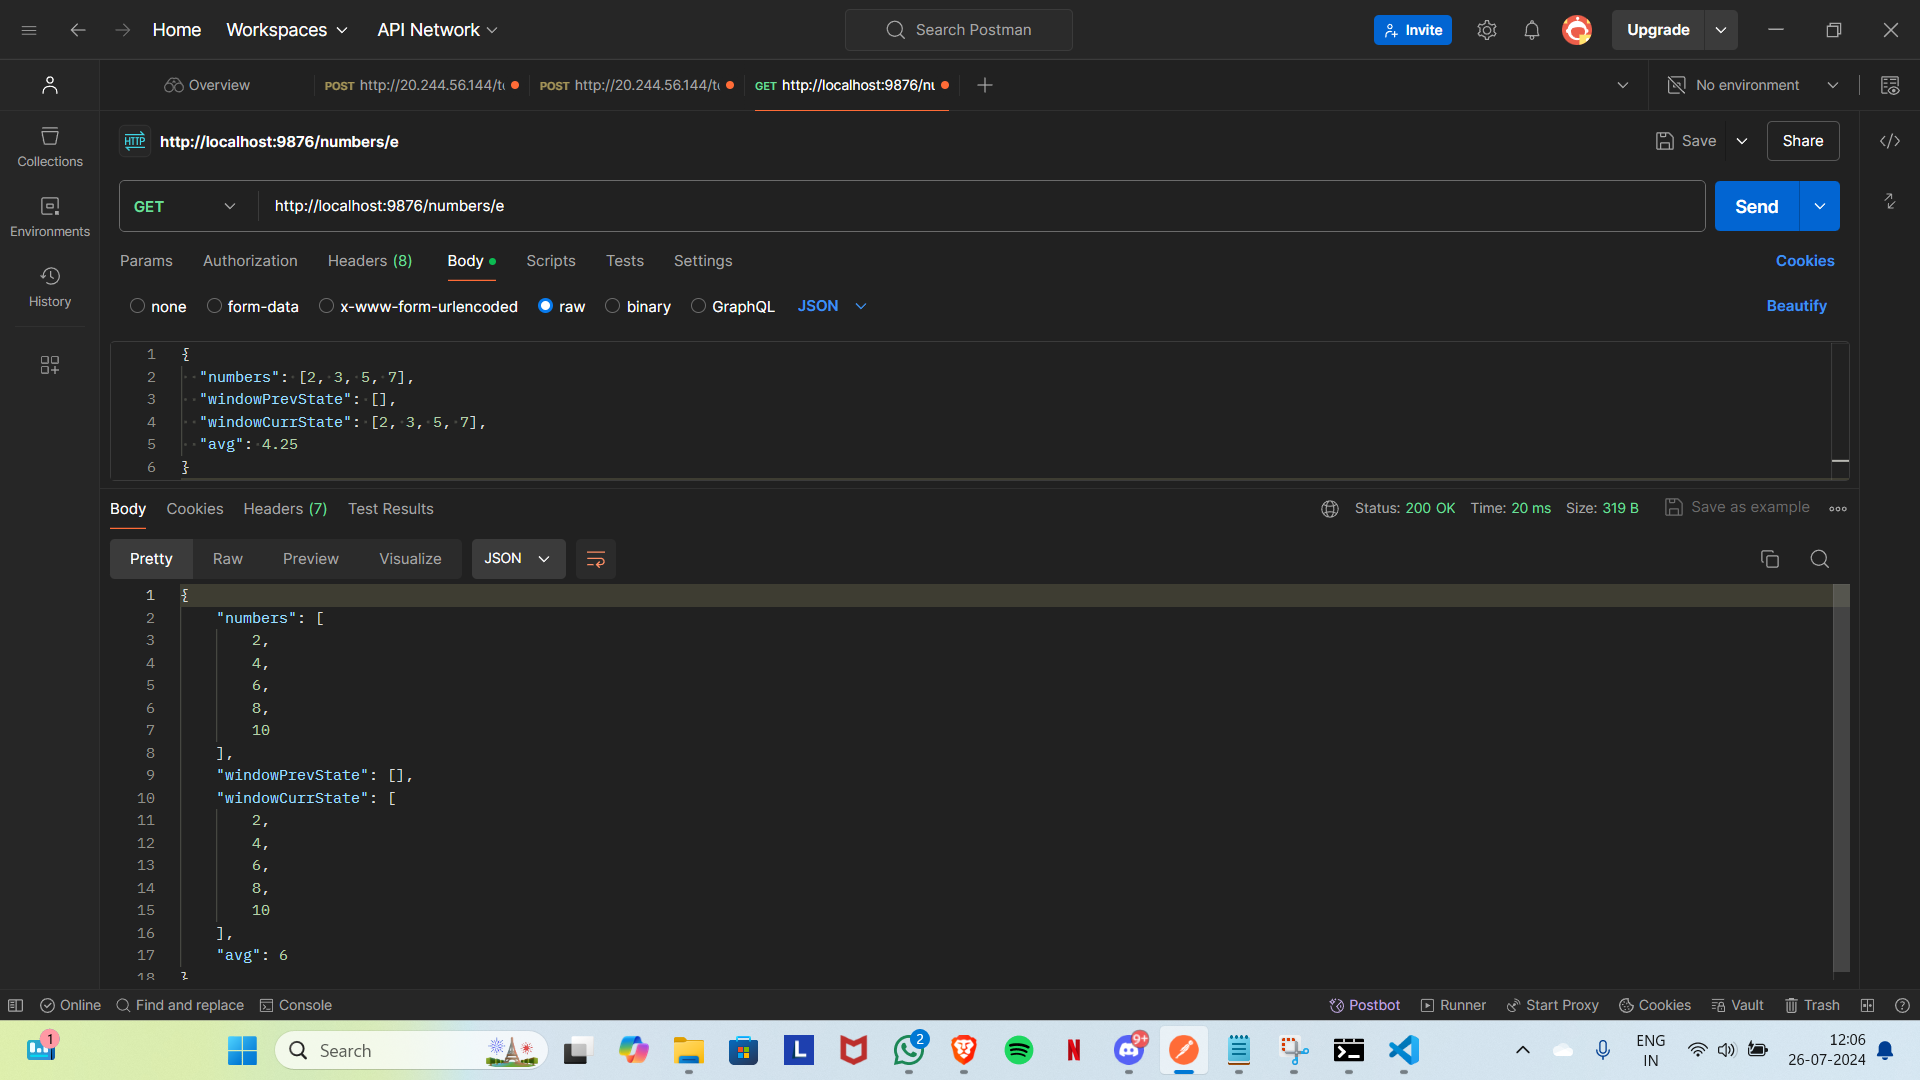 Home
Workspaces
API Network
Search Postman
Invite
Upgrade
Overview
POST http://20.244.56.144/t
POST http://20.244.56.144/t
GET http://localhost:9876/nu
No environment
HTTP http://localhost:9876/numbers/e
Save
Share
Collections
Environments
History
GET
http://localhost:9876/numbers/e
Send
Params
Authorization
Headers (8)
Body
Scripts
Tests
Settings
Cookies
none
form-data
x-www-form-urlencoded
raw
binary
GraphQL
JSON
Beautify
1 {
2 "numbers": [2, 3, 5, 7],
3 "windowPrevState": [],
4 "windowCurrState": [2, 3, 5, 7],
5 "avg": 4.25
6 }
Body
Cookies
Headers (7)
Test Results
Status: 200 OK
Time: 20 ms
Size: 319 B
Save as example
Pretty
Raw
Preview
Visualize
JSON
1 {
2 "numbers": [
3 2,
4 4,
5 6,
6 8,
7 10
8 ],
9 "windowPrevState": [],
10 "windowCurrState": [
11 2,
12 4,
13 6,
14 8,
15 10
16 ],
17 "avg": 6
18 }
Online
Find and replace
Console
Postbot
Runner
Start Proxy
Cookies
Vault
Trash
1
Search
L
2
N
9+
ENG
IN
12:06
26-07-2024